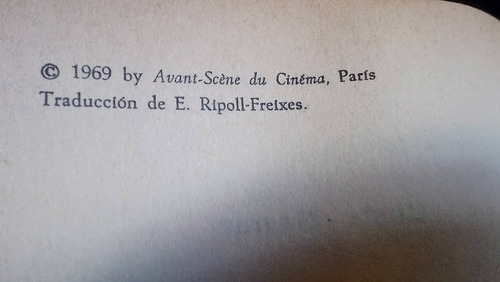 © 1969 by Avant-Scène du Cinéma, París
Traducción de E. Ripoll-Freixes.